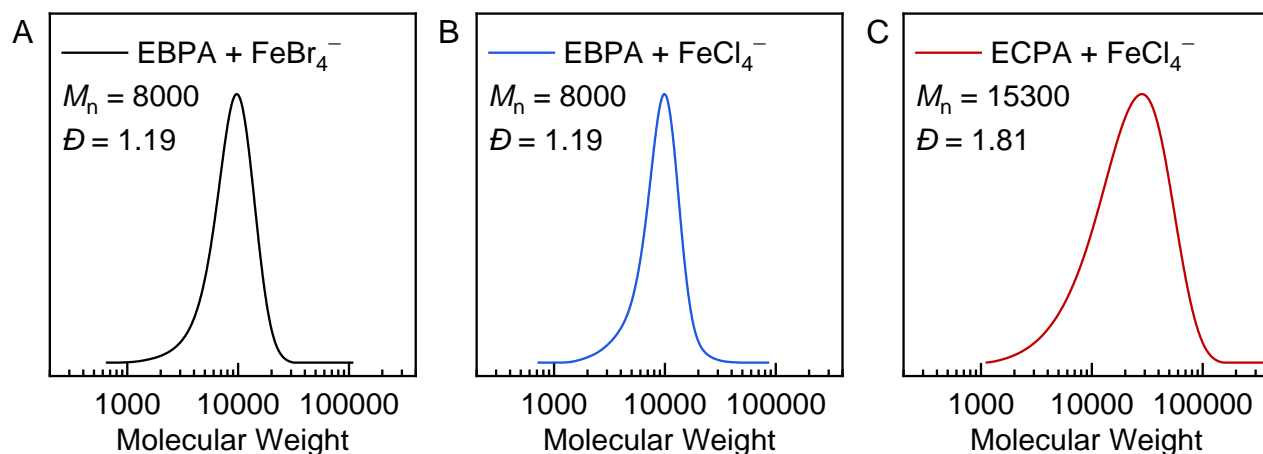 A
EBPA + FeBr₄⁻
Mₙ = 8000
Đ = 1.19
1000 10000 100000
Molecular Weight
B
EBPA + FeCl₄⁻
Mₙ = 8000
Đ = 1.19
1000 10000 100000
Molecular Weight
C
ECPA + FeCl₄⁻
Mₙ = 15300
Đ = 1.81
1000 10000 100000
Molecular Weight